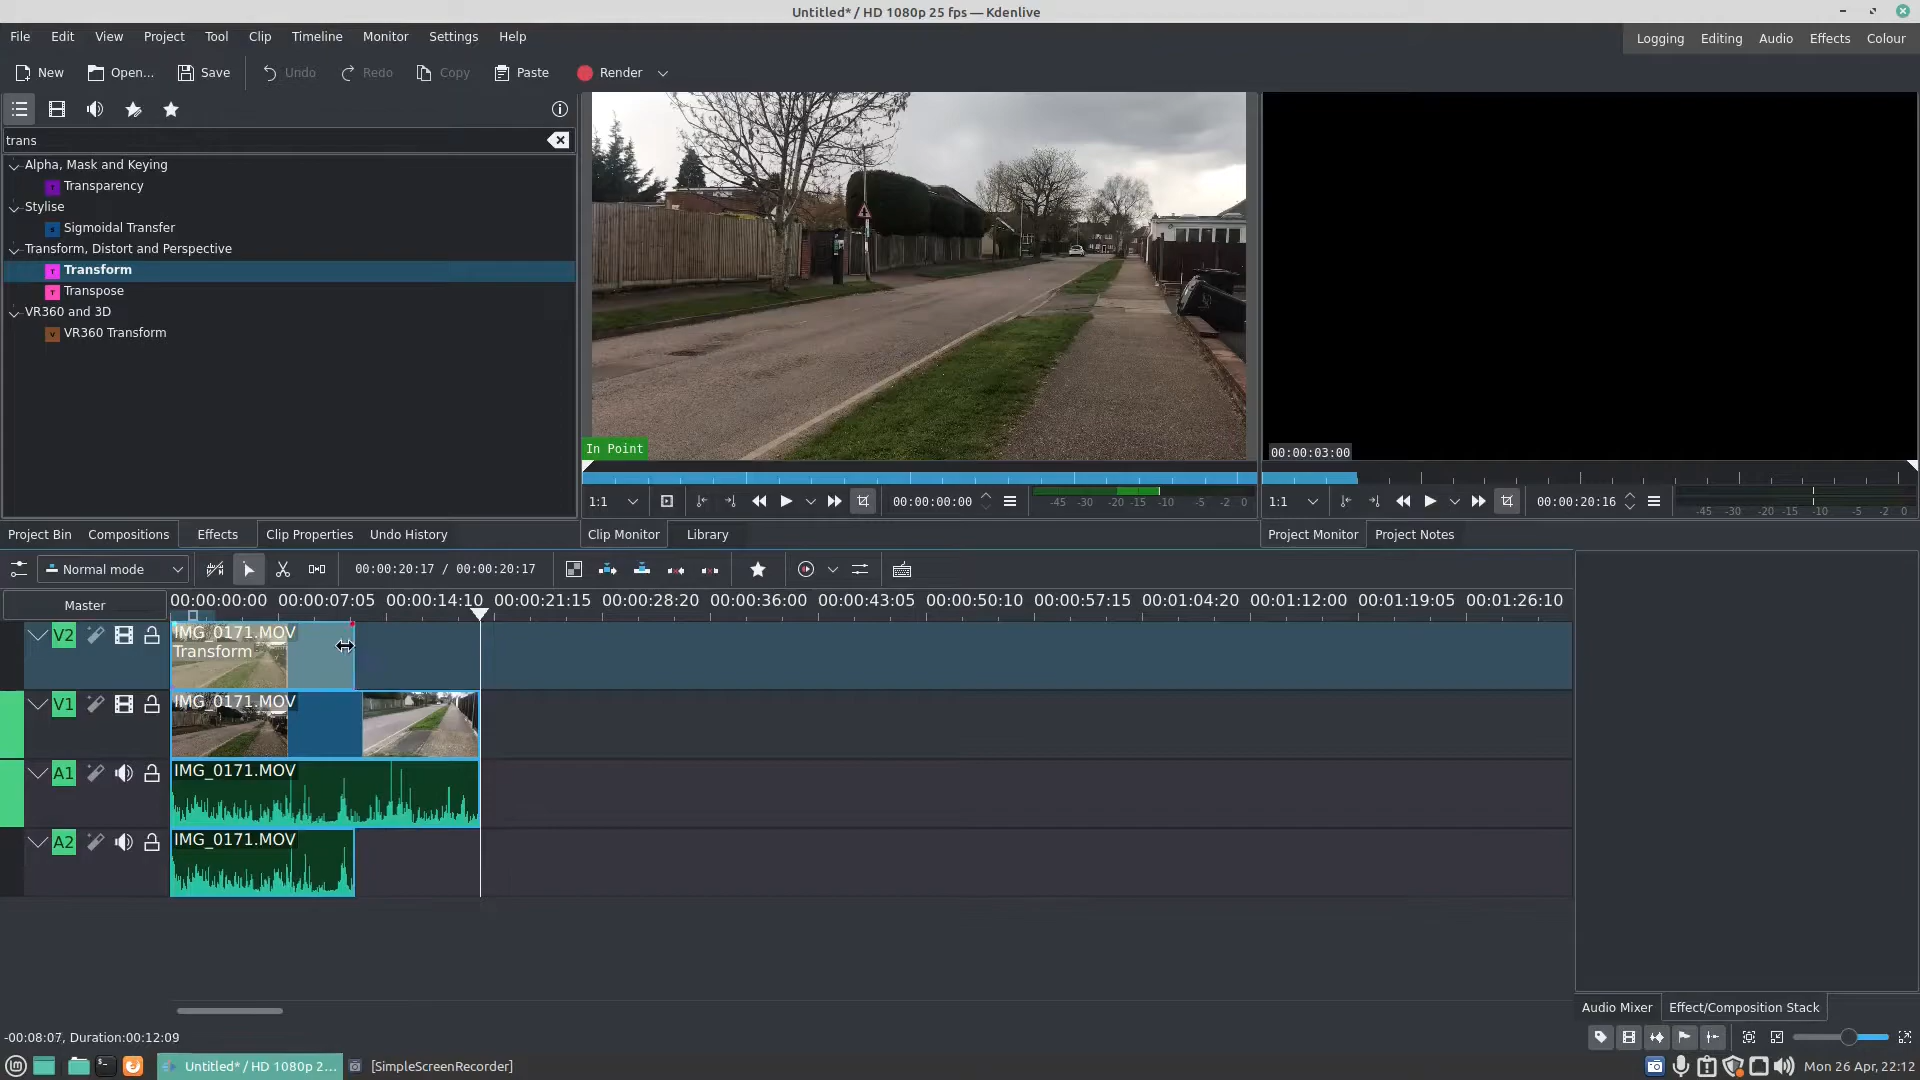 Untitled* / HD 1080p 25 fps — Kdenlive
File Edit View Project Tool Clip Timeline Monitor Settings Help
Logging Editing Audio Effects Colour
New Open... Save Undo Redo Copy Paste Render
trans
Alpha, Mask and Keying
Transparency
Stylise
Sigmoidal Transfer
Transform, Distort and Perspective
Transform
Transpose
VR360 and 3D
VR360 Transform
In Point
00:00:03:00
1:1 00:00:00:00 -45 -30 -20 -15 -10 -5 -2 0
1:1 00:00:20:16 -45 -30 -20 -15 -10 -5 -2 0
Project Bin Compositions Effects Clip Properties Undo History
Clip Monitor Library
Project Monitor Project Notes
Normal mode 00:00:20:17 / 00:00:20:17
Master 00:00:00:00 00:00:07:05 00:00:14:10 00:00:21:15 00:00:28:20 00:00:36:00 00:00:43:05 00:00:50:10 00:00:57:15 00:01:04:20 00:01:12:00 00:01:19:05 00:01:26:10
V2 IMG_0171.MOV
Transform
V1 IMG_0171.MOV
A1 IMG_0171.MOV
A2 IMG_0171.MOV
Audio Mixer Effect/Composition Stack
-00:08:07, Duration:00:12:09
Untitled* / HD 1080p 2... [SimpleScreenRecorder] Mon 26 Apr, 22:12